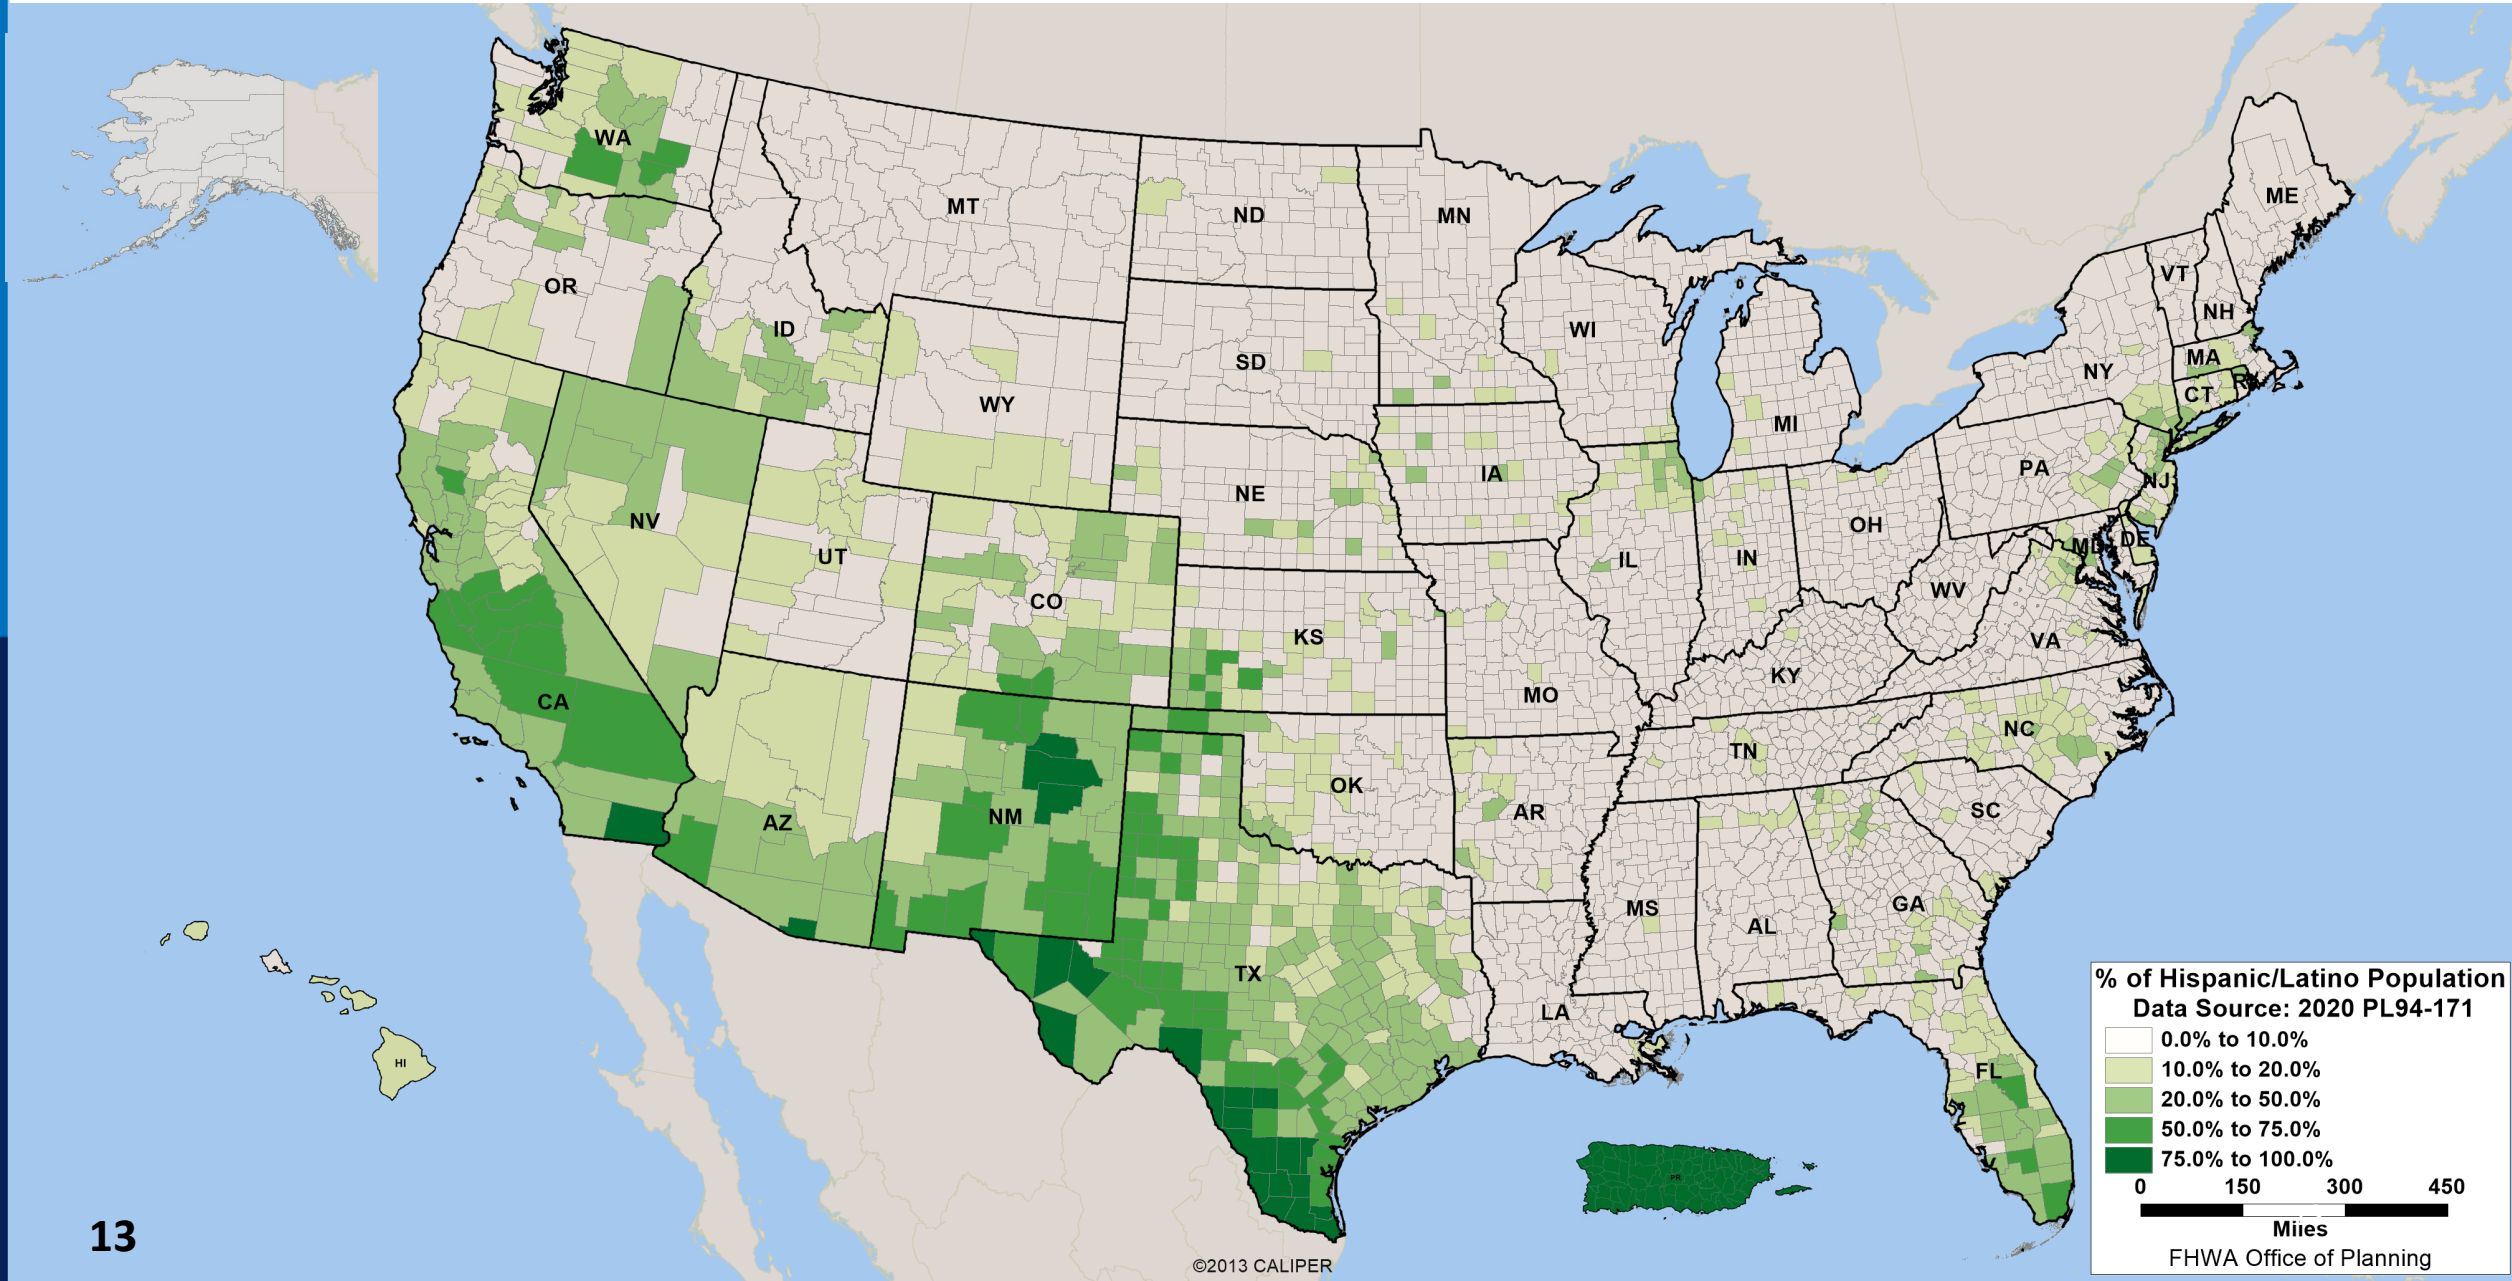 WA
MT
ND
MN
ME
OR
ID
VT
NH
WI
SD
WY
NY
MA
CT
RI
MI
NE
IA
PA
NJ
NV
OH
UT
IL
IN
MD
DE
CO
WV
KS
VA
KY
CA
MO
NC
TN
OK
NM
AZ
AR
SC
MS
AL
GA
TX
LA
FL
HI
PR
% of Hispanic/Latino Population
Data Source: 2020 PL94-171
0.0% to 10.0%
10.0% to 20.0%
20.0% to 50.0%
50.0% to 75.0%
75.0% to 100.0%
0 150 300 450
Miles
FHWA Office of Planning
13
©2013 CALIPER